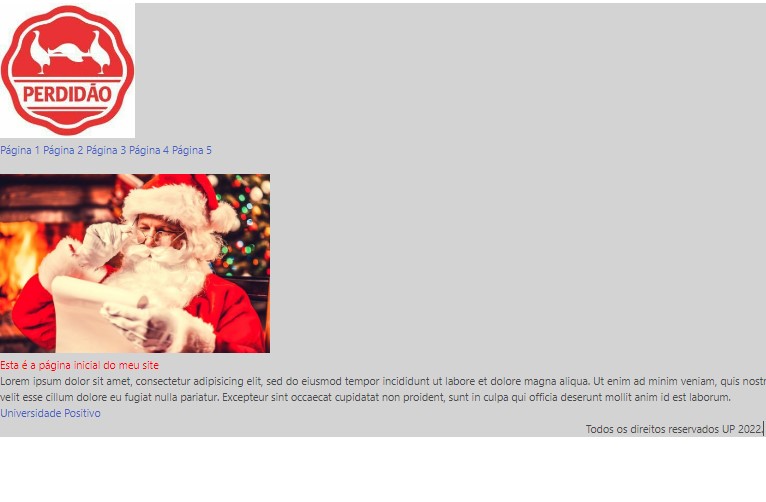 PERDIDÃO
Página 1 Página 2 Página 3 Página 4 Página 5
Esta é a página inicial do meu site
Lorem ipsum dolor sit amet, consectetur adipisicing elit, sed do eiusmod tempor incididunt ut labore et dolore magna aliqua. Ut enim ad minim veniam, quis nostr
velit esse cillum dolore eu fugiat nulla pariatur. Excepteur sint occaecat cupidatat non proident, sunt in culpa qui officia deserunt mollit anim id est laborum.
Universidade Positivo
Todos os direitos reservados UP 2022.